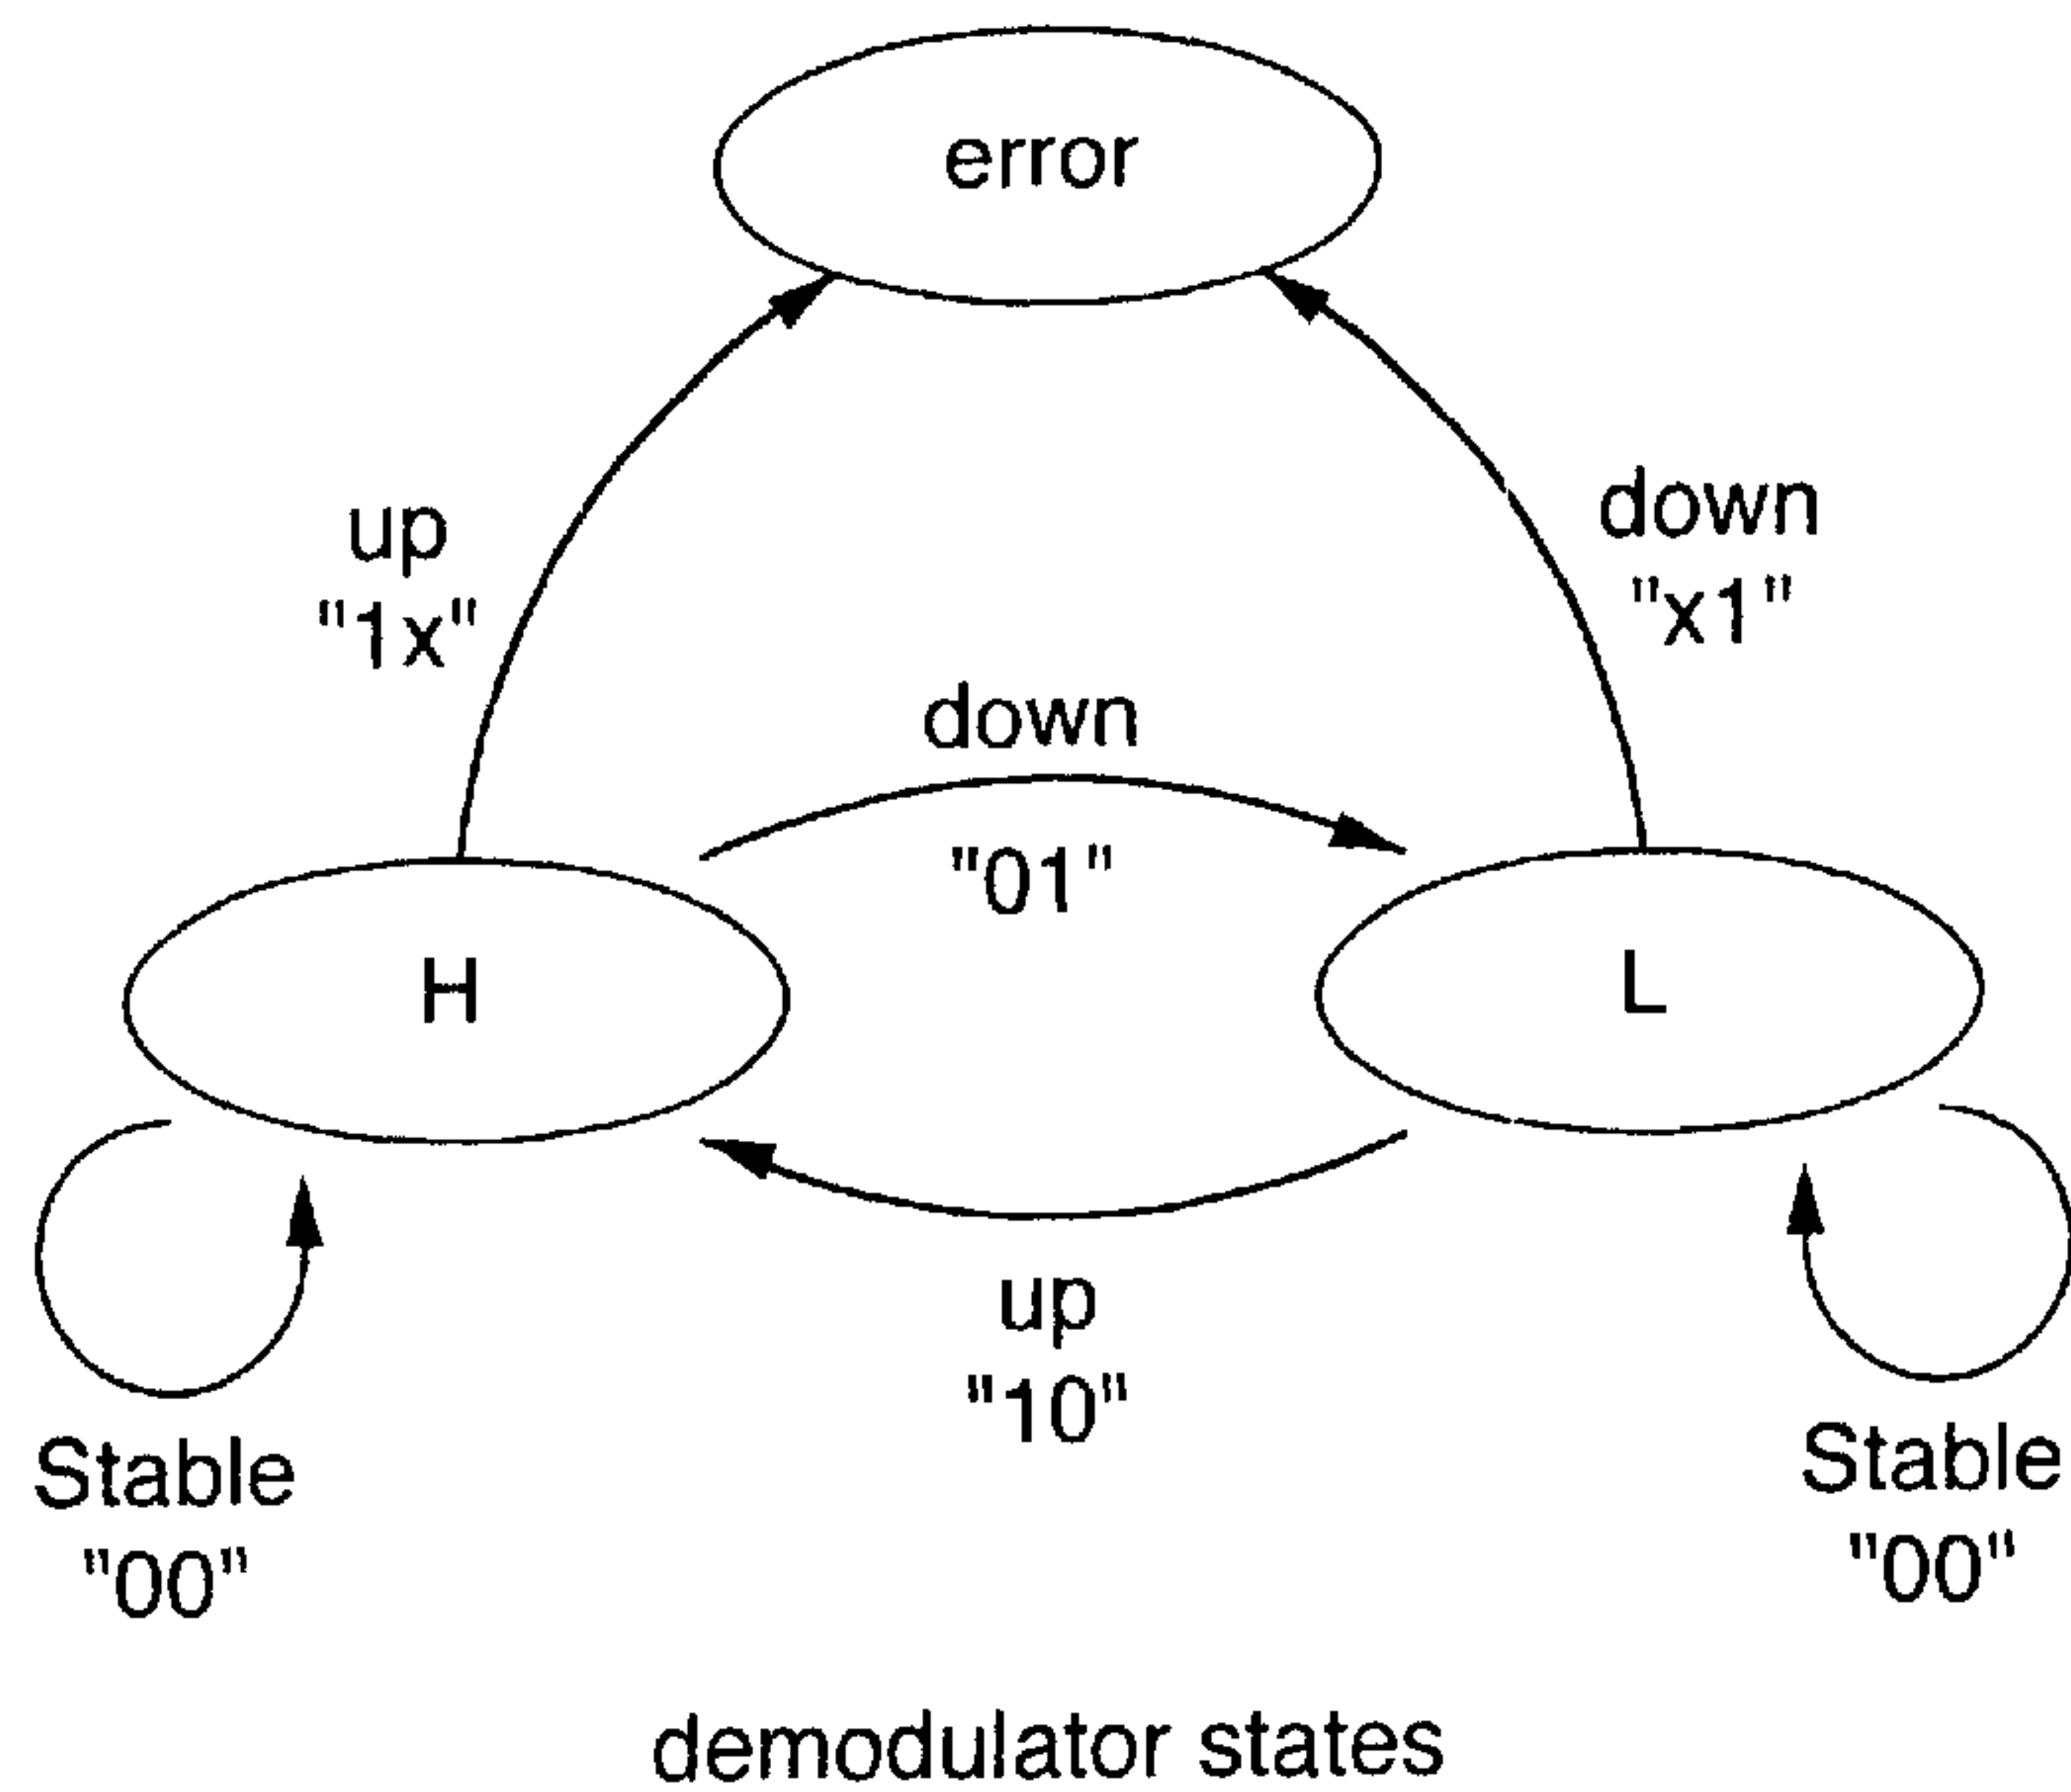 error
up
"1x"
down
"x1"
down
"01"
H
L
up
"10"
Stable
"00"
Stable
"00"
demodulator states